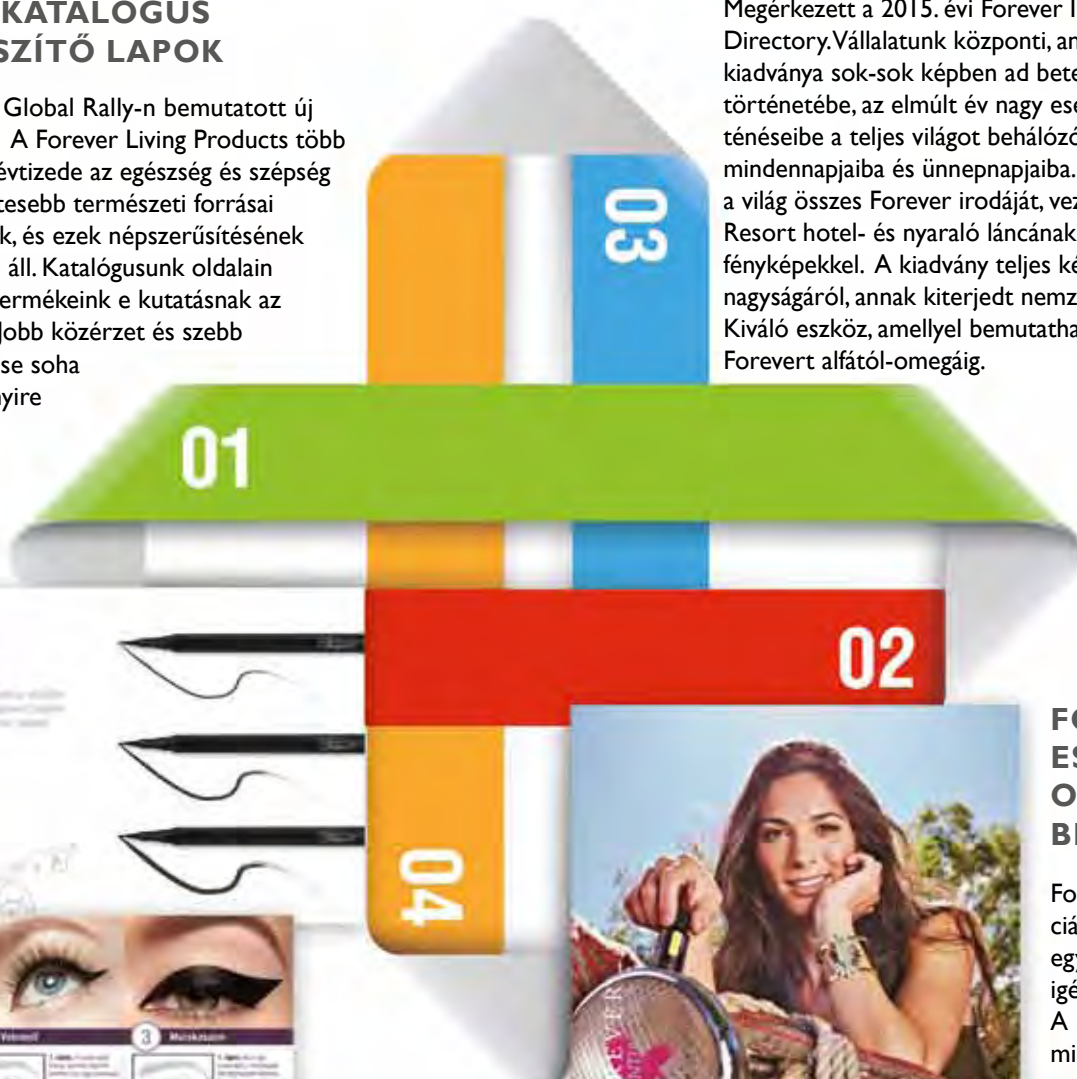 KATALÓGUS
SZÍTŐ LAPOK
Global Rally-n bemutatott új
A Forever Living Products több
évtizede az egészség és szépség
tesebb természeti forrásai
k, és ezek népszerűsítésének
áll. Katalógusunk oldalain
ermékeink e kutatásnak az
Jobb közérzet és szebb
se soha
nyire
Megérkezett a 2015. évi Forever I
Directory. Vállalatunk központi, an
kiadványa sok-sok képben ad bete
történetébe, az elmúlt év nagy ese
ténéseibe a teljes világot behálózó
mindennapjaiba és ünnepnapjaiba.
a világ összes Forever irodáját, vez
Resort hotel- és nyaraló láncának
fényképekkel. A kiadvány teljes ké
nagyságáról, annak kiterjedt nemz
Kiváló eszköz, amellyel bemutatha
Forevert alfától-omegáig.
03
01
02
04
3
EVER
FO
ES
O
BE
Fo
ciá
egy
igé
A
mi